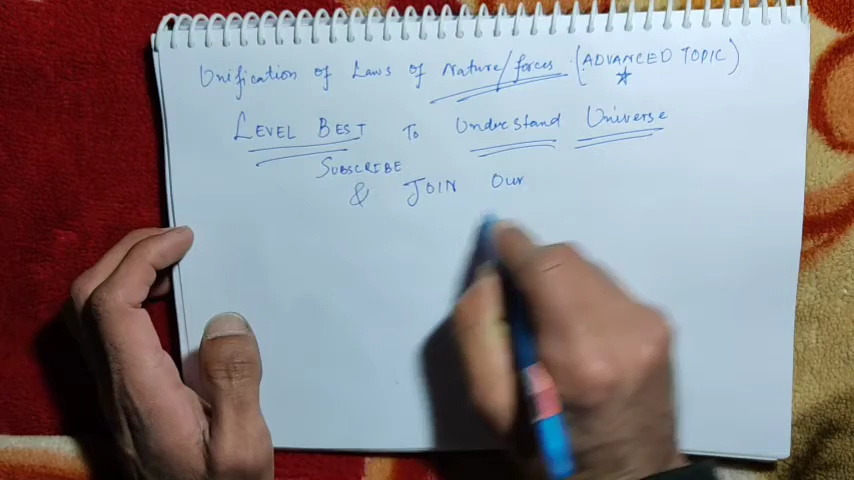 Unification of Laws of Nature/forces. (ADVANCED TOPIC)
LEVEL BEST TO Understand Universe
SUBSCRIBE
& JOIN Our